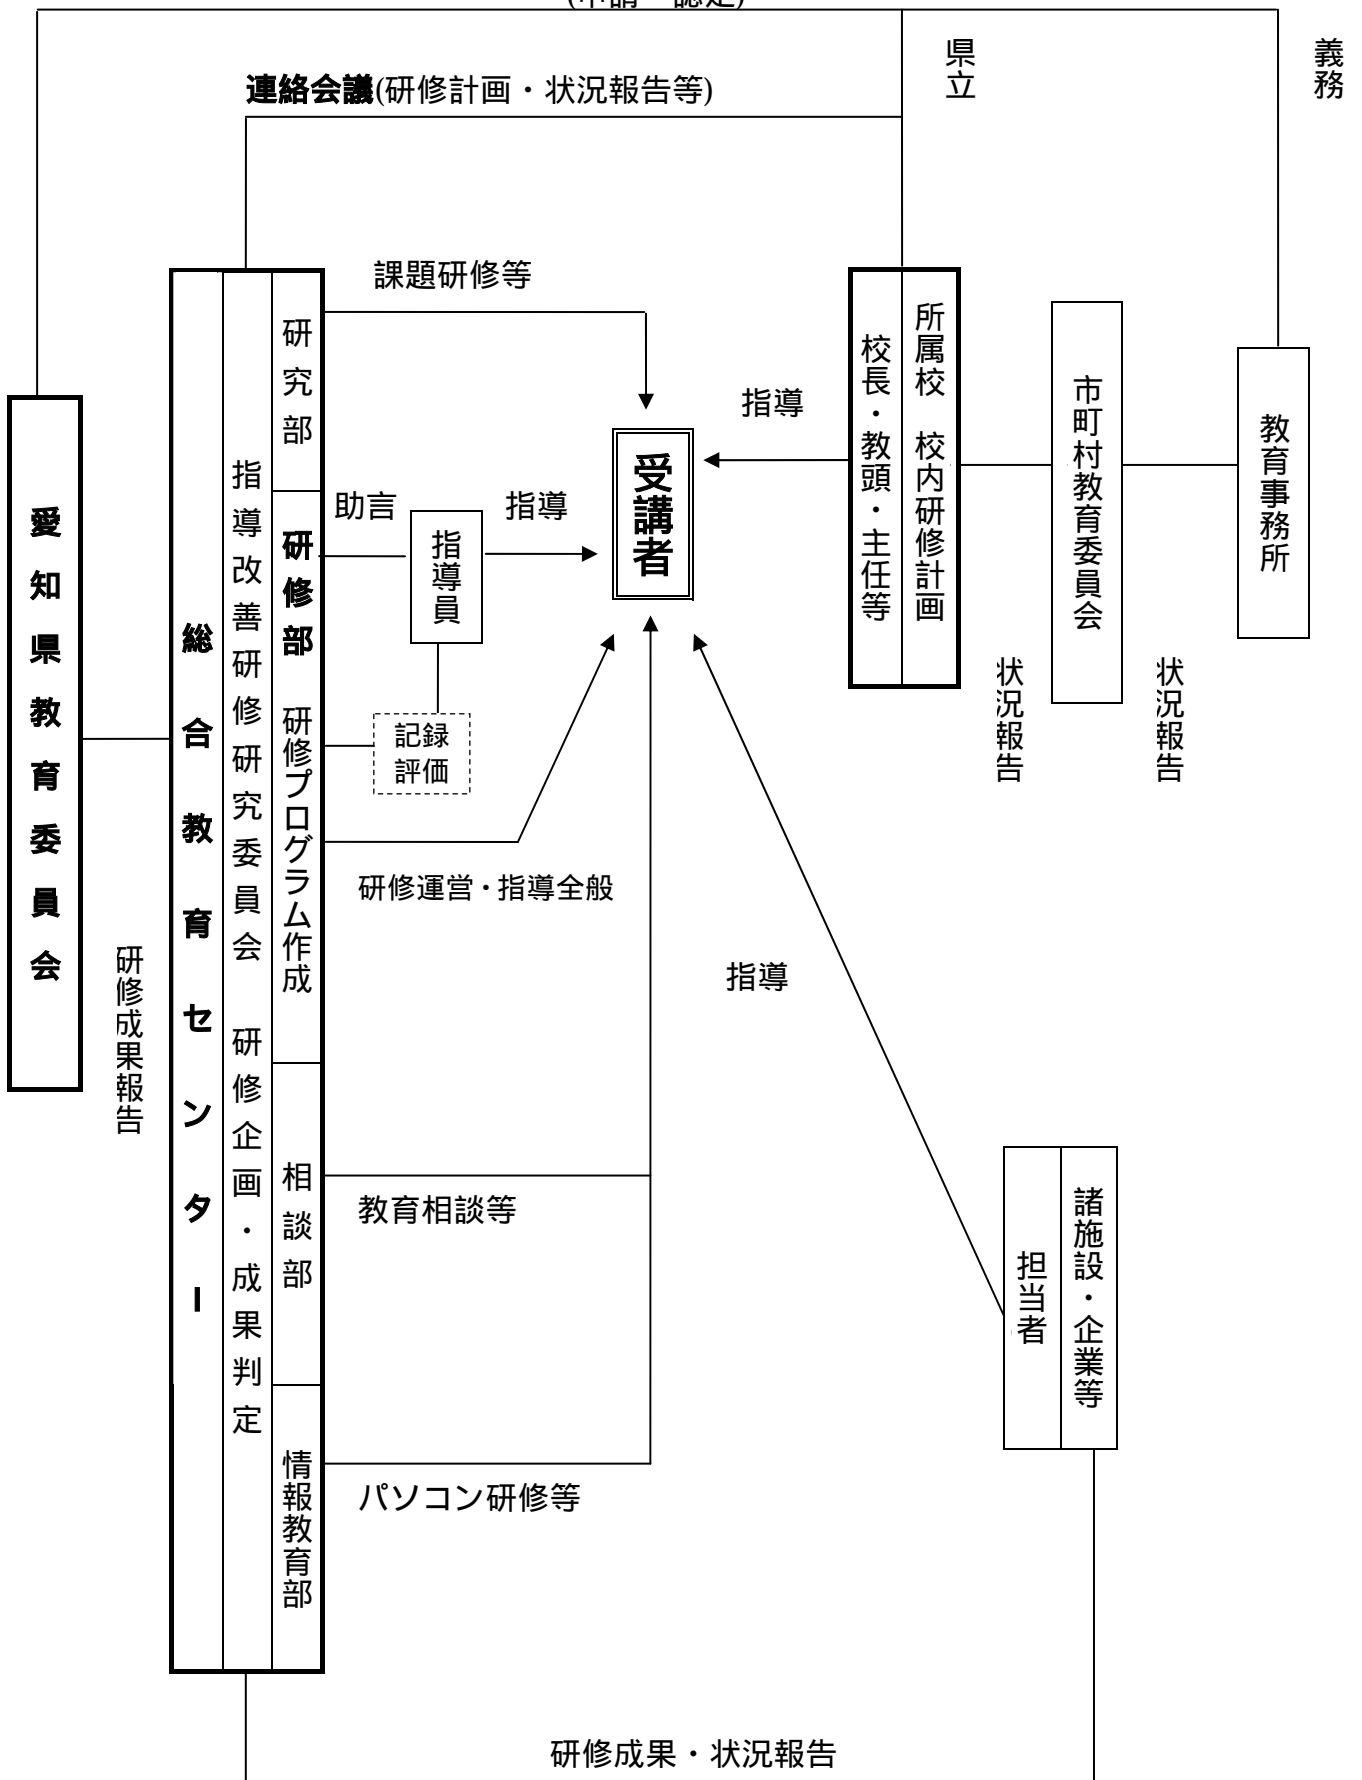 (申請・認定)
県立
義務
連絡会議(研修計画・状況報告等)
課題研修等
愛知県教育委員会
研修成果報告
総合教育センター
指導改善研修研究委員会　研修企画・成果判定
研究部
研修部　研修プログラム作成
相談部
情報教育部
助言
指導員
指導
記録
評価
受講者
指導
校長・教頭・主任等
所属校　校内研修計画
状況報告
市町村教育委員会
状況報告
教育事務所
研修運営・指導全般
指導
教育相談等
パソコン研修等
担当者
諸施設・企業等
研修成果・状況報告